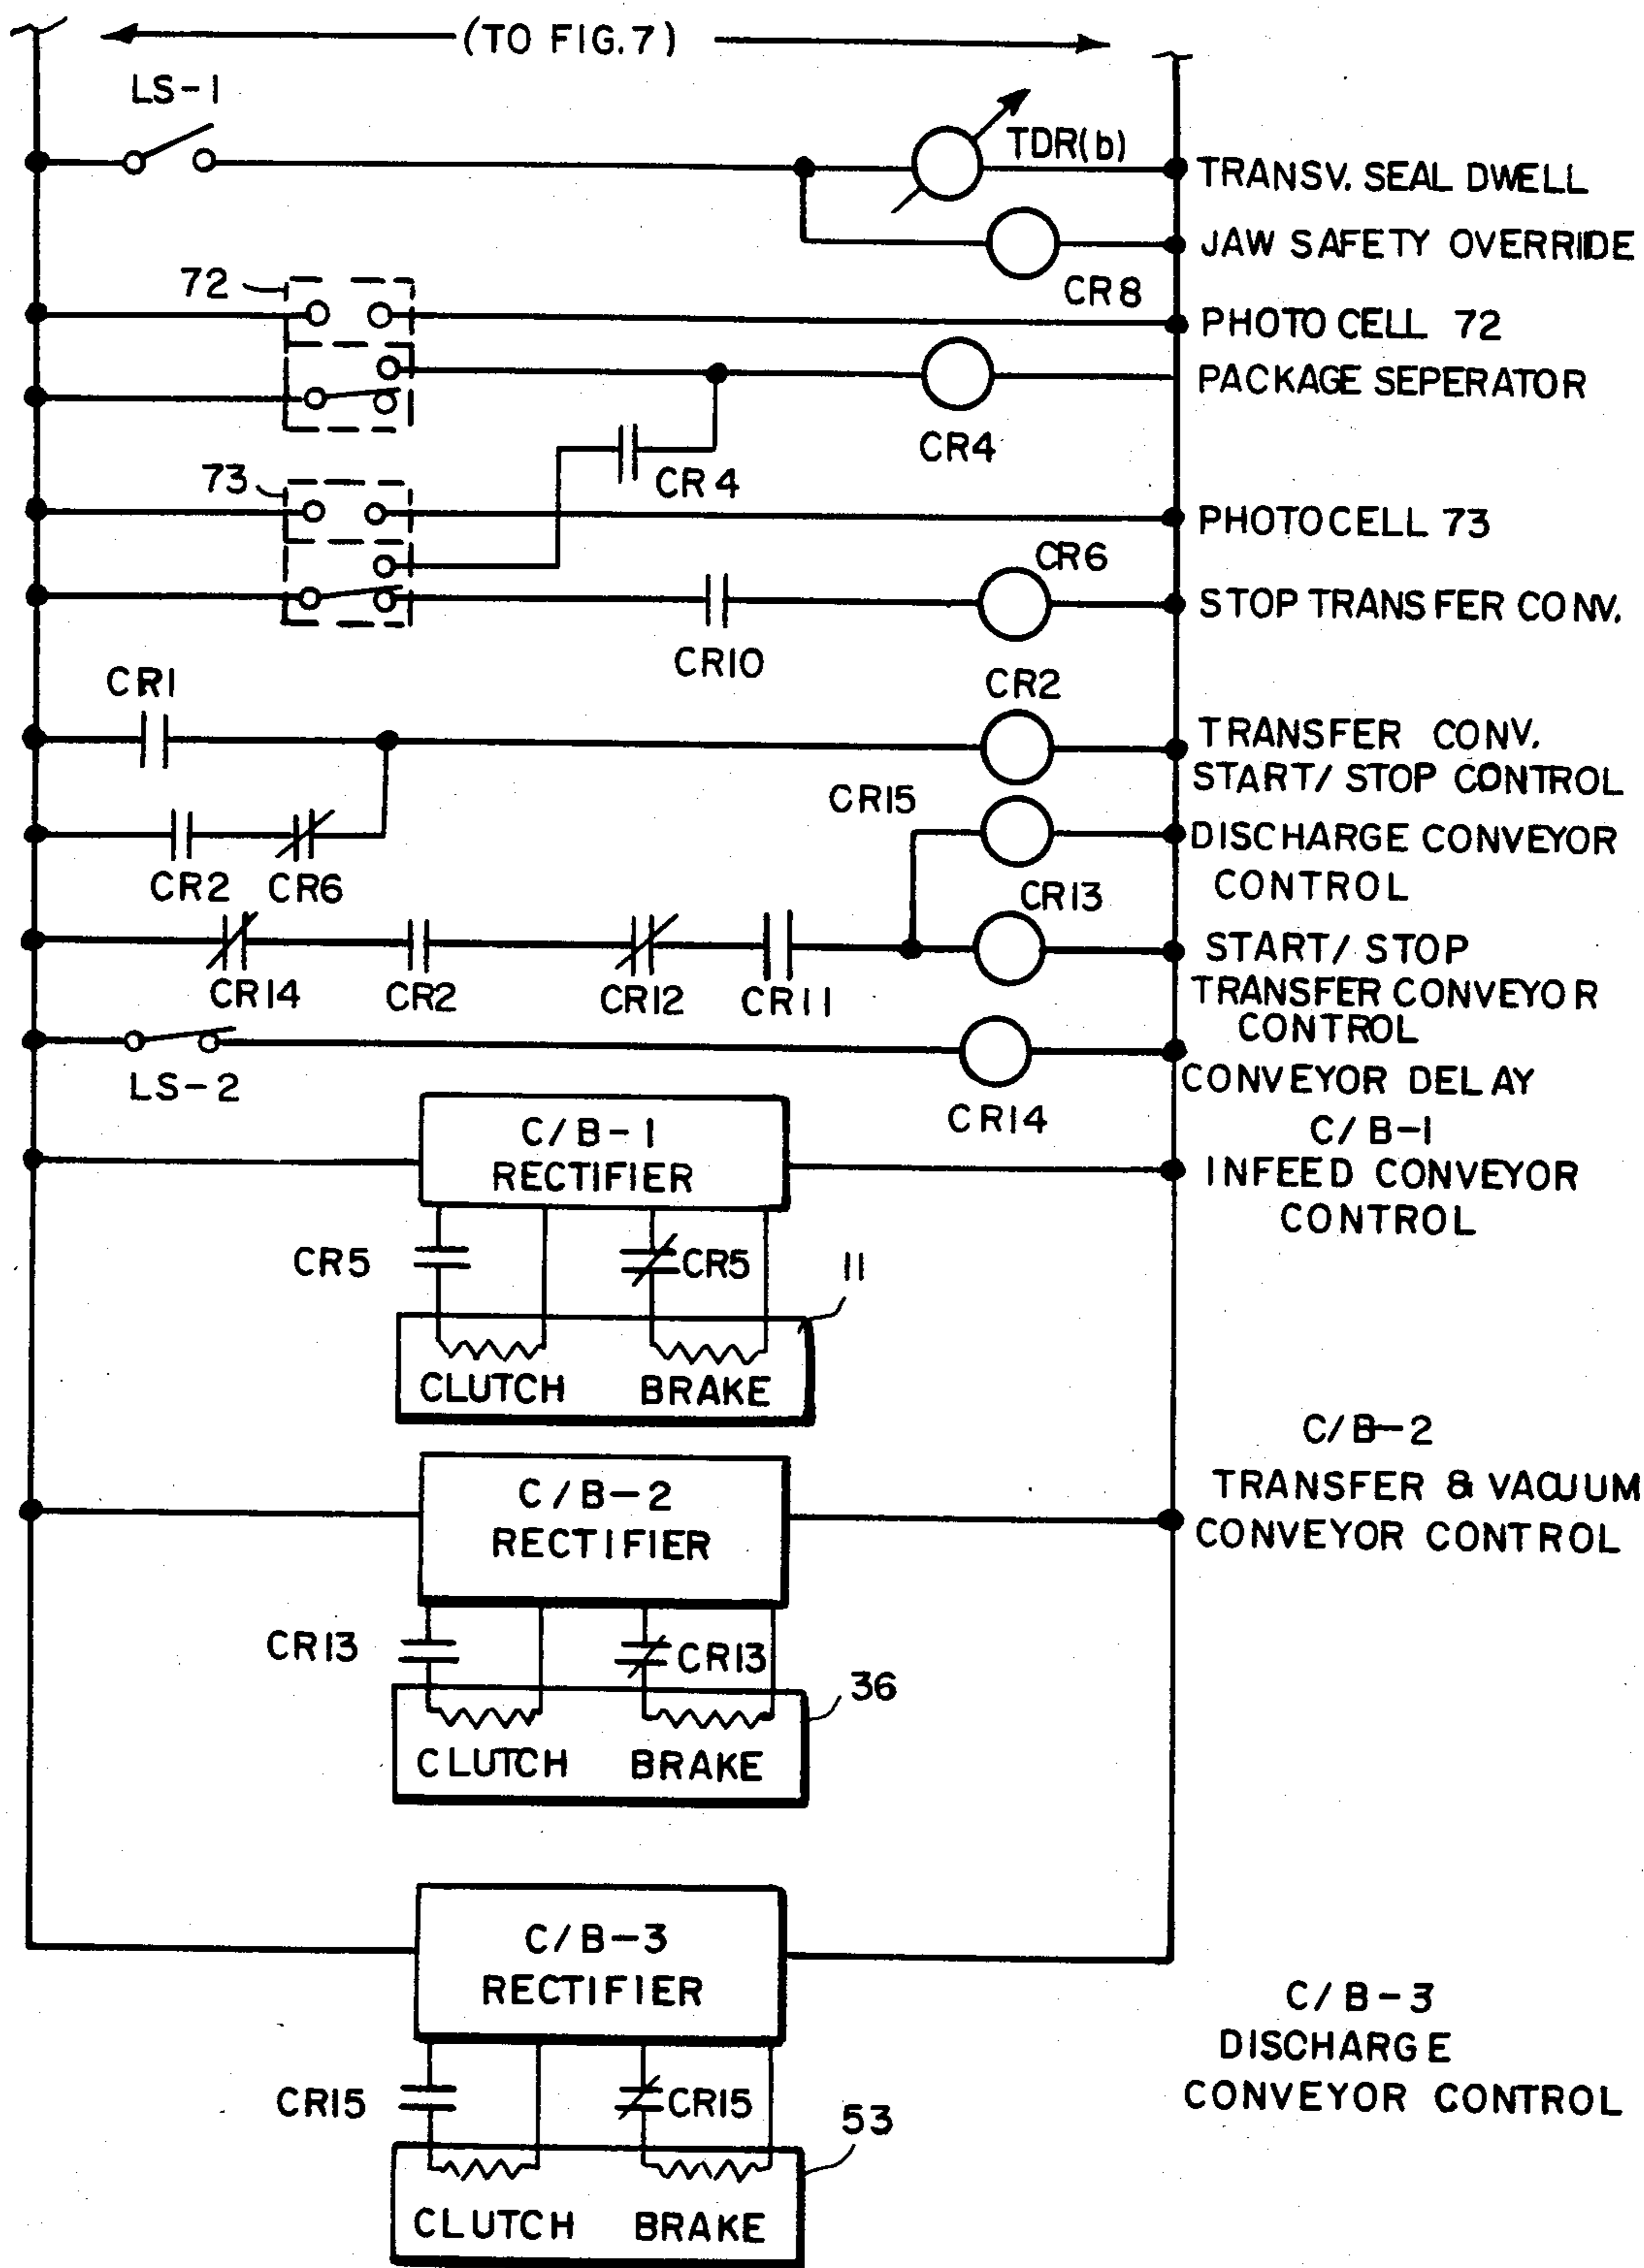 (TO FIG. 7)
LS-1
TDR(b)
TRANSV. SEAL DWELL
JAW SAFETY OVERRIDE
CR8
72
PHOTO CELL 72
PACKAGE SEPERATOR
CR4
CR4
73
PHOTOCELL 73
CR6
STOP TRANSFER CONV.
CR10
CR1
CR2
TRANSFER CONV.
START/STOP CONTROL
CR15
DISCHARGE CONVEYOR
CONTROL
CR2 CR6
CR13
START/STOP
TRANSFER CONVEYOR
CONTROL
CR14 CR2 CR12 CR11
LS-2
CONVEYOR DELAY
CR14
C/B-1
RECTIFIER
C/B-1
INFEED CONVEYOR
CONTROL
CR5 CR5 11
CLUTCH BRAKE
C/B-2
TRANSFER & VACUUM
CONVEYOR CONTROL
C/B-2
RECTIFIER
CR13 CR13
36
CLUTCH BRAKE
C/B-3
RECTIFIER
C/B-3
DISCHARGE
CONVEYOR CONTROL
CR15 CR15
53
CLUTCH BRAKE